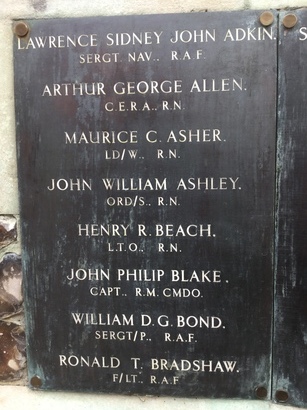 LAWRENCE SIDNEY JOHN ADKIN.
SERGT. NAV.. R.A.F.
ARTHUR GEORGE ALLEN.
C.E.R.A.. R.N.
MAURICE C. ASHER.
LD/W.. R.N.
JOHN WILLIAM ASHLEY.
ORD/S.. R.N.
HENRY R. BEACH.
L.T.O.. R.N.
JOHN PHILIP BLAKE.
CAPT.. R.M. CMDO.
WILLIAM D.G. BOND.
SERGT/P.. R.A.F.
RONALD T. BRADSHAW.
F/LT.. R.A.F